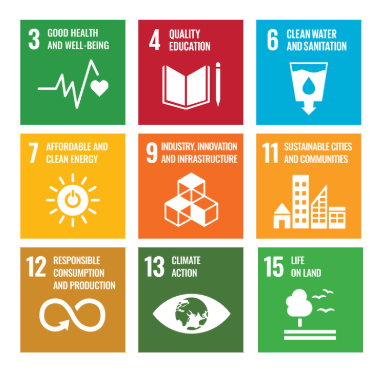 3 GOOD HEALTH
AND WELL-BEING
4 QUALITY
EDUCATION
6 CLEAN WATER
AND SANITATION
7 AFFORDABLE AND
CLEAN ENERGY
9 INDUSTRY, INNOVATION
AND INFRASTRUCTURE
11 SUSTAINABLE CITIES
AND COMMUNITIES
12 RESPONSIBLE
CONSUMPTION
AND PRODUCTION
13 CLIMATE
ACTION
15 LIFE
ON LAND